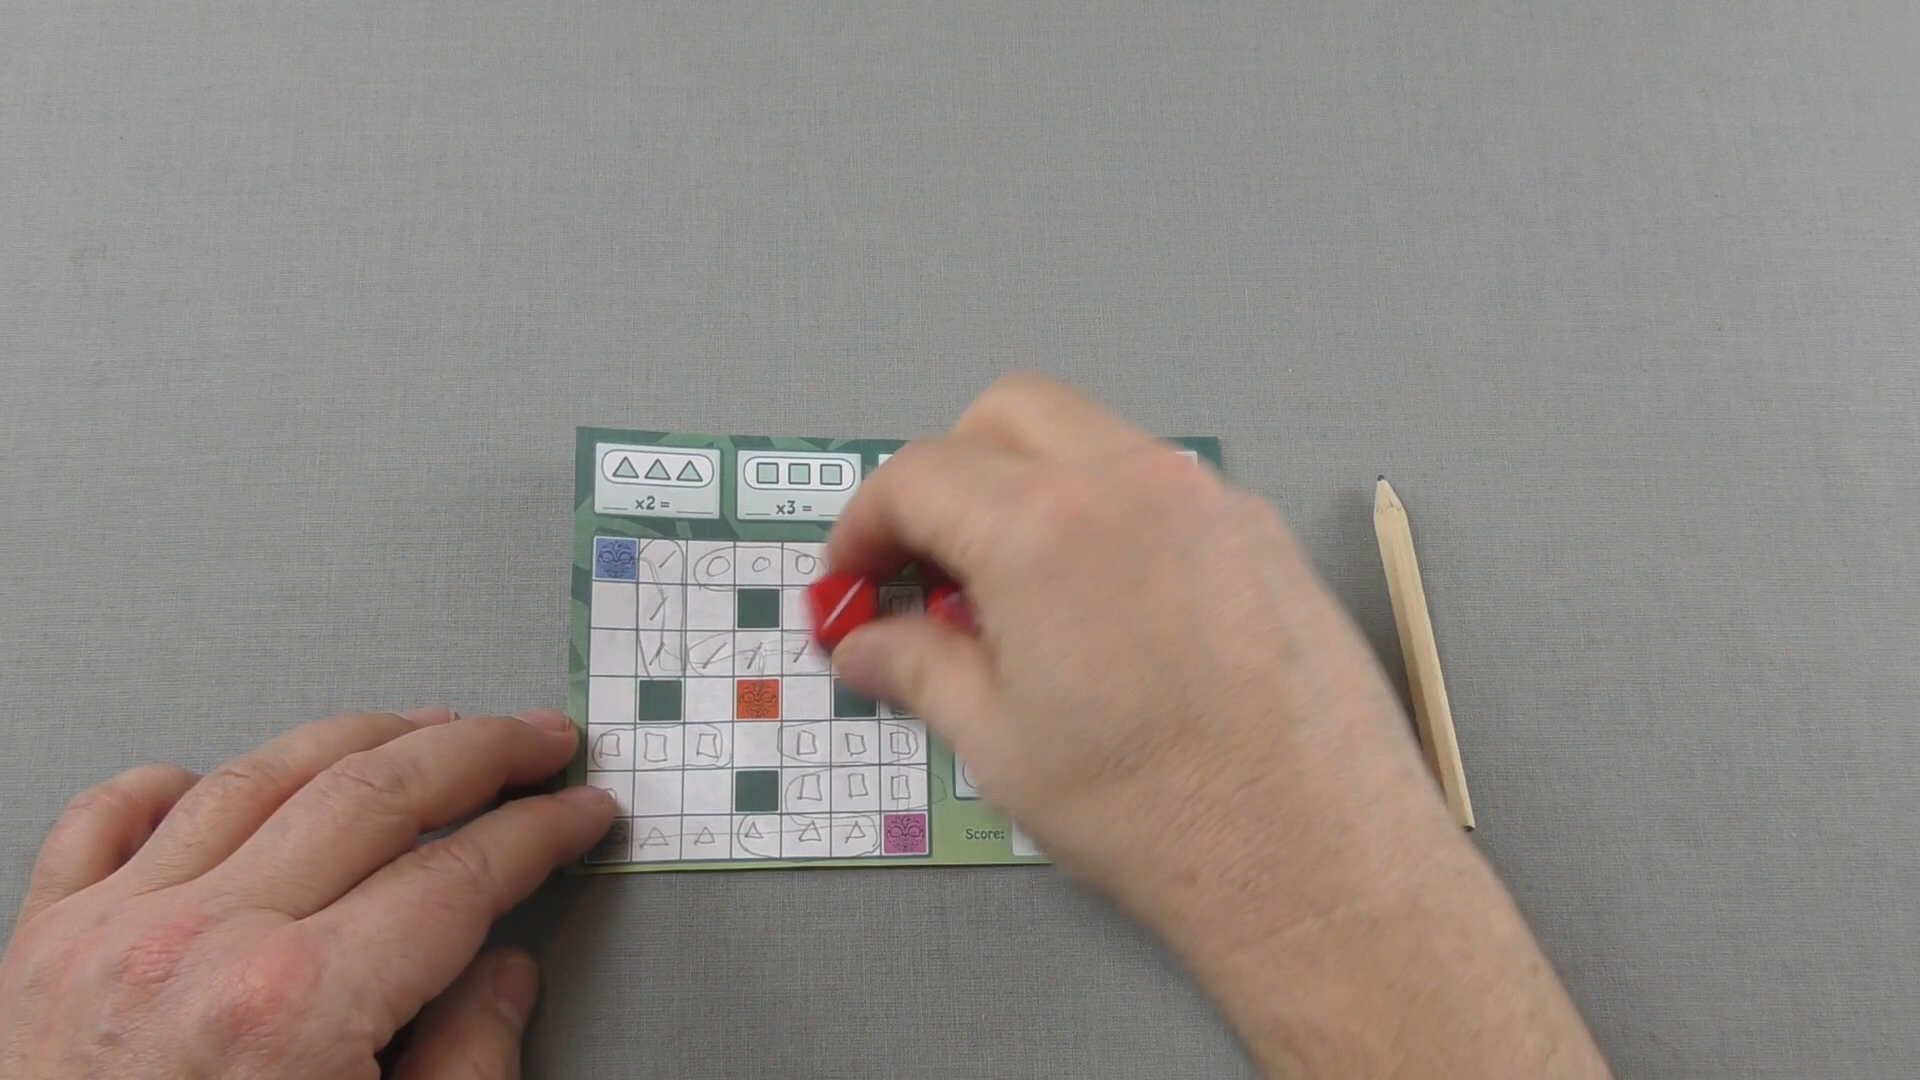 x2 =
x3 =
Score: